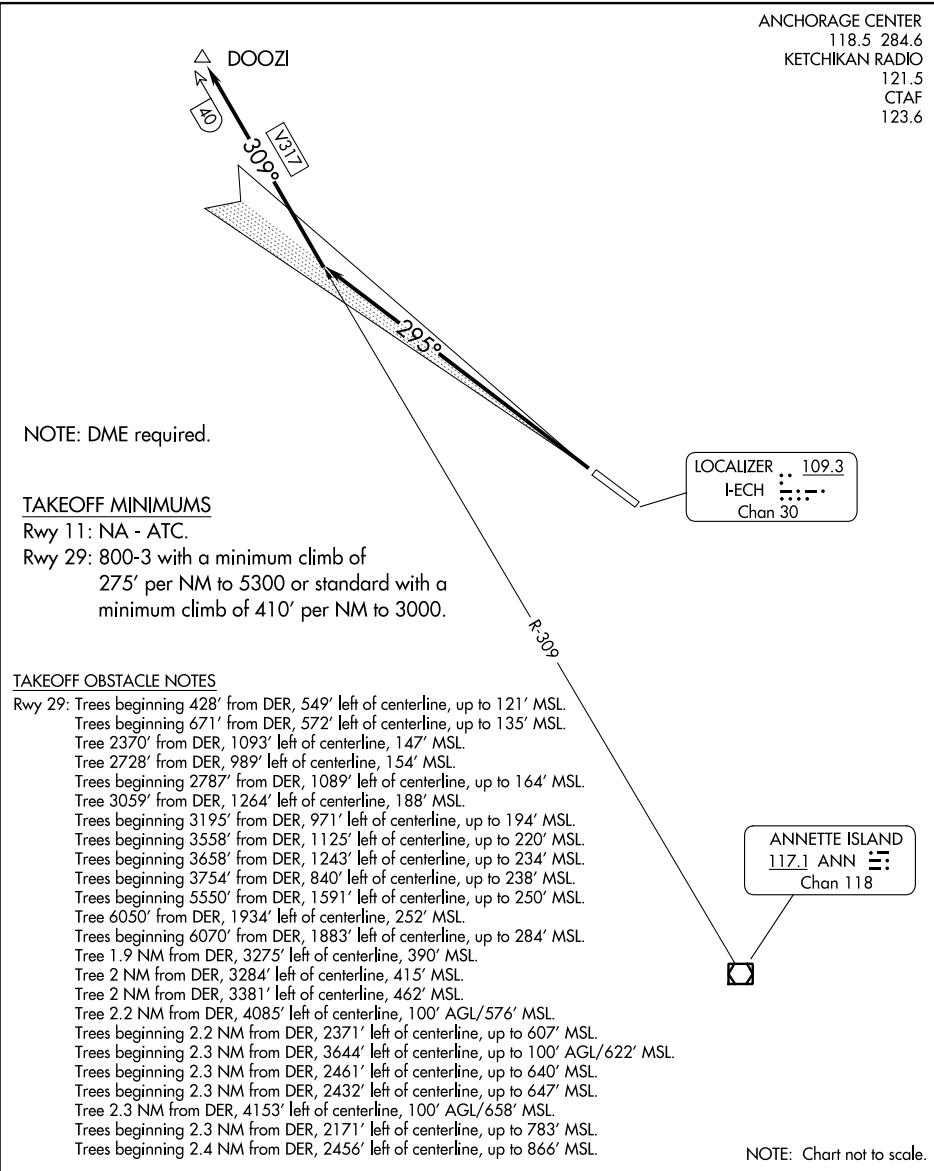 ANCHORAGE CENTER
118.5 284.6
KETCHIKAN RADIO
121.5
CTAF
123.6
DOOZI
40
V317
309°
295°
NOTE: DME required.
LOCALIZER 109.3
I-ECH
Chan 30
TAKEOFF MINIMUMS
Rwy 11: NA - ATC.
Rwy 29: 800-3 with a minimum climb of
275' per NM to 5300 or standard with a
minimum climb of 410' per NM to 3000.
R-309
TAKEOFF OBSTACLE NOTES
Rwy 29: Trees beginning 428' from DER, 549' left of centerline, up to 121' MSL.
Trees beginning 671' from DER, 572' left of centerline, up to 135' MSL.
Tree 2370' from DER, 1093' left of centerline, 147' MSL.
Tree 2728' from DER, 989' left of centerline, 154' MSL.
Trees beginning 2787' from DER, 1089' left of centerline, up to 164' MSL.
Tree 3059' from DER, 1264' left of centerline, 188' MSL.
Trees beginning 3195' from DER, 971' left of centerline, up to 194' MSL.
Trees beginning 3558' from DER, 1125' left of centerline, up to 220' MSL.
Trees beginning 3658' from DER, 1243' left of centerline, up to 234' MSL.
Trees beginning 3754' from DER, 840' left of centerline, up to 238' MSL.
Trees beginning 5550' from DER, 1591' left of centerline, up to 250' MSL.
Tree 6050' from DER, 1934' left of centerline, 252' MSL.
Trees beginning 6070' from DER, 1883' left of centerline, up to 284' MSL.
Tree 1.9 NM from DER, 3275' left of centerline, 390' MSL.
Tree 2 NM from DER, 3284' left of centerline, 415' MSL.
Tree 2 NM from DER, 3381' left of centerline, 462' MSL.
Tree 2.2 NM from DER, 4085' left of centerline, 100' AGL/576' MSL.
Trees beginning 2.2 NM from DER, 2371' left of centerline, up to 607' MSL.
Trees beginning 2.3 NM from DER, 3644' left of centerline, up to 100' AGL/622' MSL.
Trees beginning 2.3 NM from DER, 2461' left of centerline, up to 640' MSL.
Trees beginning 2.3 NM from DER, 2432' left of centerline, up to 647' MSL.
Tree 2.3 NM from DER, 4153' left of centerline, 100' AGL/658' MSL.
Trees beginning 2.3 NM from DER, 2171' left of centerline, up to 783' MSL.
Trees beginning 2.4 NM from DER, 2456' left of centerline, up to 866' MSL.
ANNETTE ISLAND
117.1 ANN
Chan 118
NOTE: Chart not to scale.